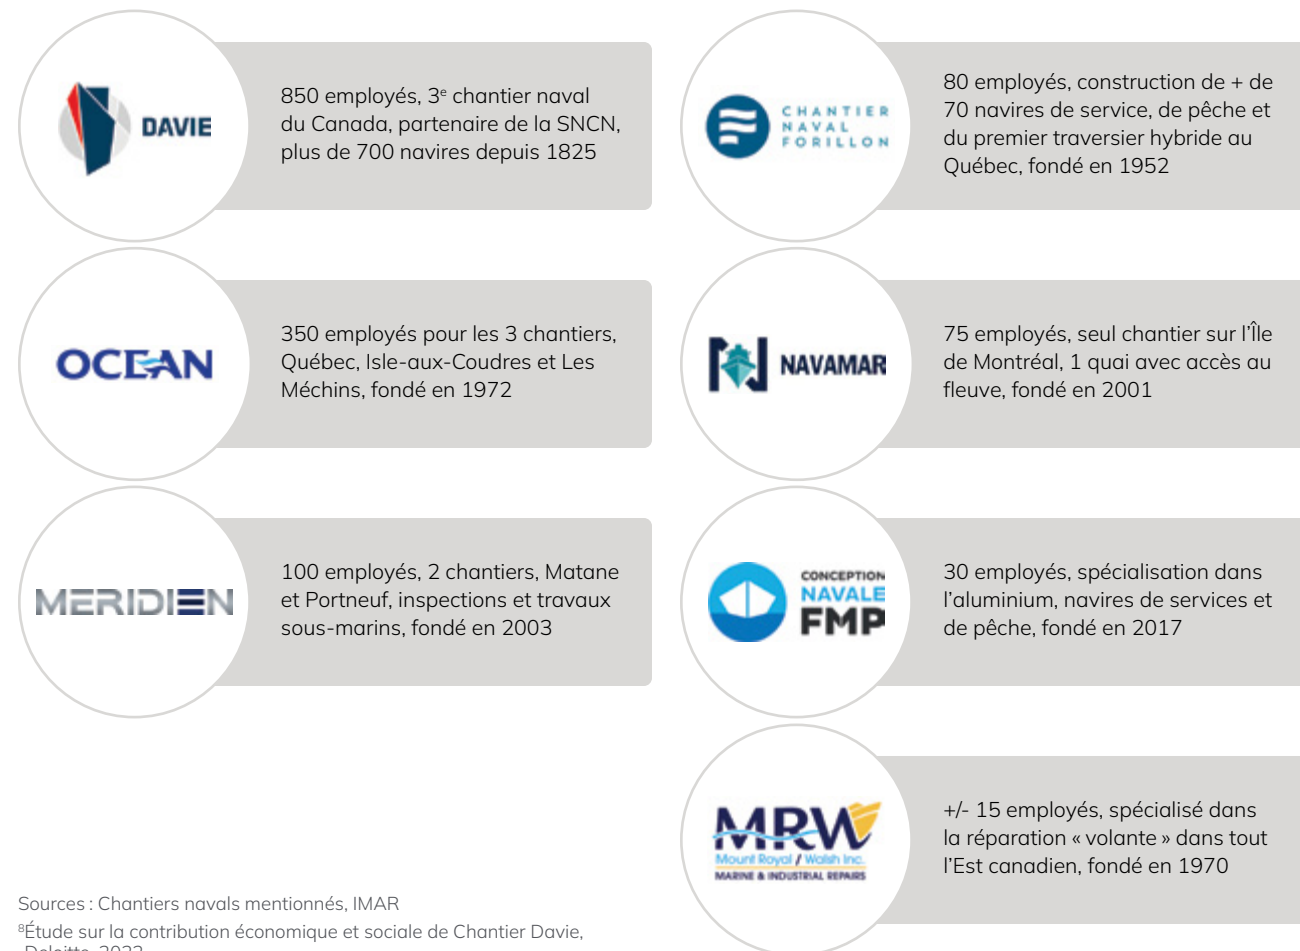 DAVIE
850 employés, 3e chantier naval
du Canada, partenaire de la SNCN,
plus de 700 navires depuis 1825
OCEAN
350 employés pour les 3 chantiers,
Québec, Isle-aux-Coudres et Les
Méchins, fondé en 1972
MERIDIEN
100 employés, 2 chantiers, Matane
et Portneuf, inspections et travaux
sous-marins, fondé en 2003
CHANTIER
NAVAL
FORILLON
80 employés, construction de + de
70 navires de service, de pêche et
du premier traversier hybride au
Québec, fondé en 1952
NAVAMAR
75 employés, seul chantier sur l’Île
de Montréal, 1 quai avec accès au
fleuve, fondé en 2001
CONCEPTION
NAVALE
FMP
30 employés, spécialisation dans
l’aluminium, navires de services et
de pêche, fondé en 2017
MRW
Mount Royal / Walsh Inc.
MARINE & INDUSTRIAL REPAIRS
+/- 15 employés, spécialisé dans
la réparation « volante » dans tout
l’Est canadien, fondé en 1970
Sources : Chantiers navals mentionnés, IMAR
8Étude sur la contribution économique et sociale de Chantier Davie,
Deloitte, 2022